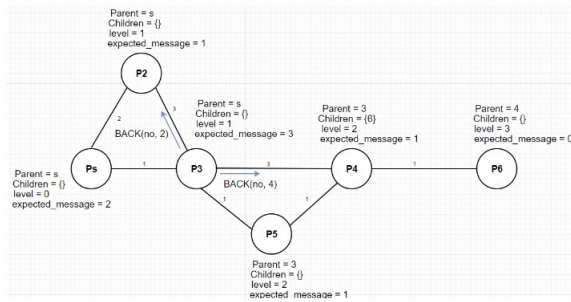 Parent = s
Children = {}
level = 1
expected_message = 1
P2
Parent = s
Children = {}
level = 1
expected_message = 3
Parent = 3
Children = {6}
level = 2
expected_message = 1
Parent = 4
Children = {}
level = 3
expected_message = 0
2
3
BACK(no, 2)
Ps
1
P3
3
P4
1
P6
BACK(no, 4)
Parent = s
Children = {}
level = 0
expected_message = 2
1
1
P5
Parent = 3
Children = {}
level = 2
expected_message = 1